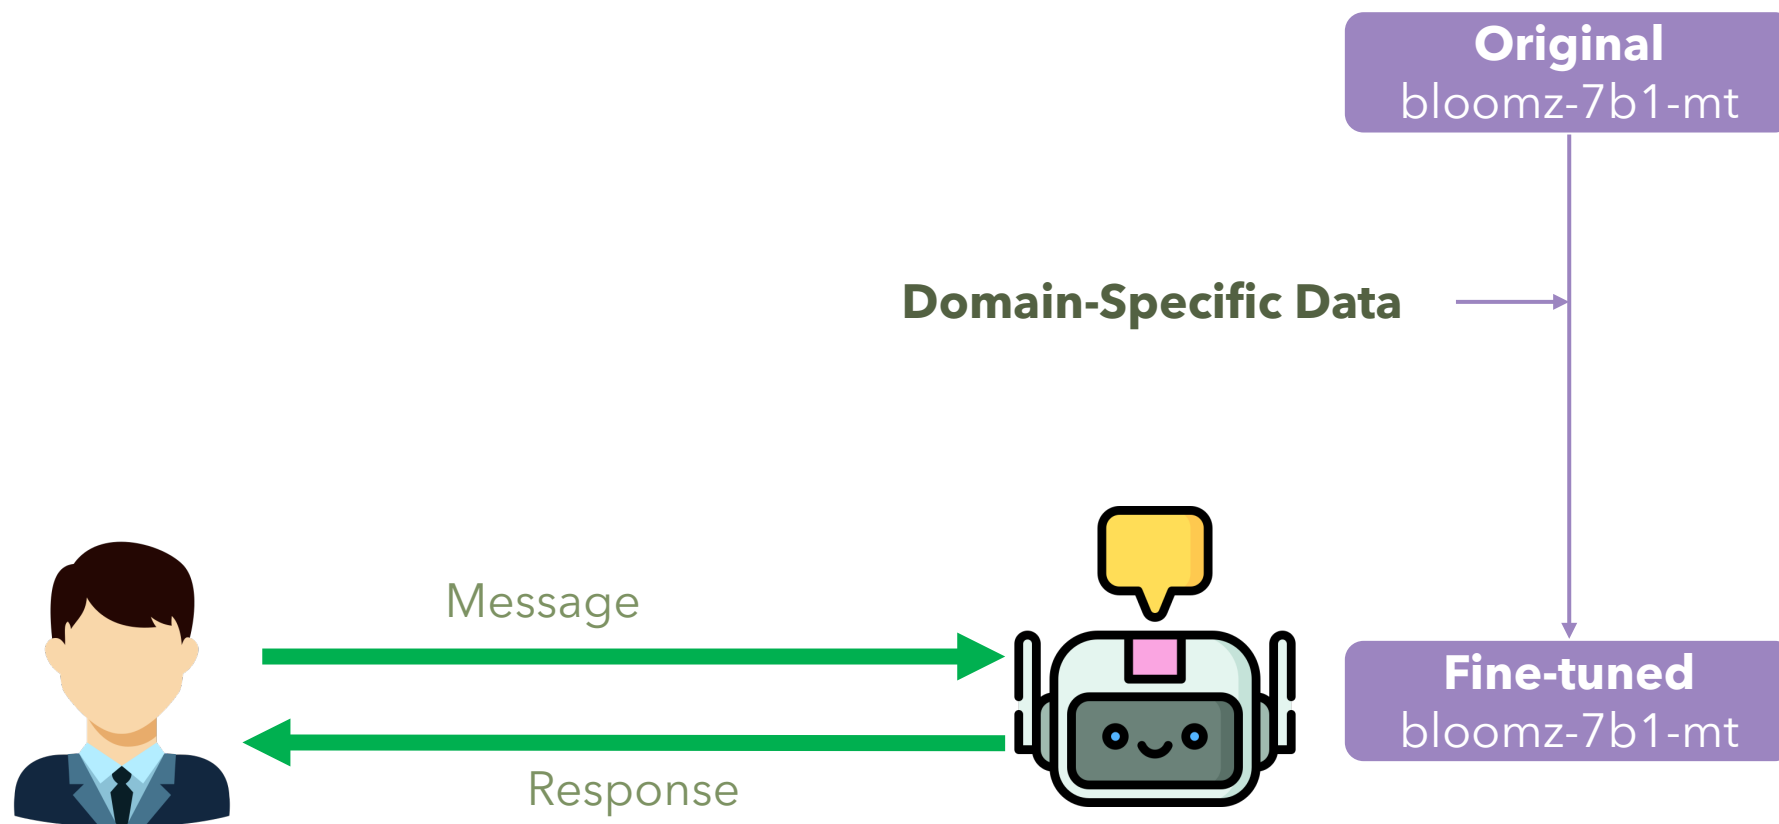 Original
bloomz-7b1-mt
Domain-Specific Data
Message
Response
Fine-tuned
bloomz-7b1-mt